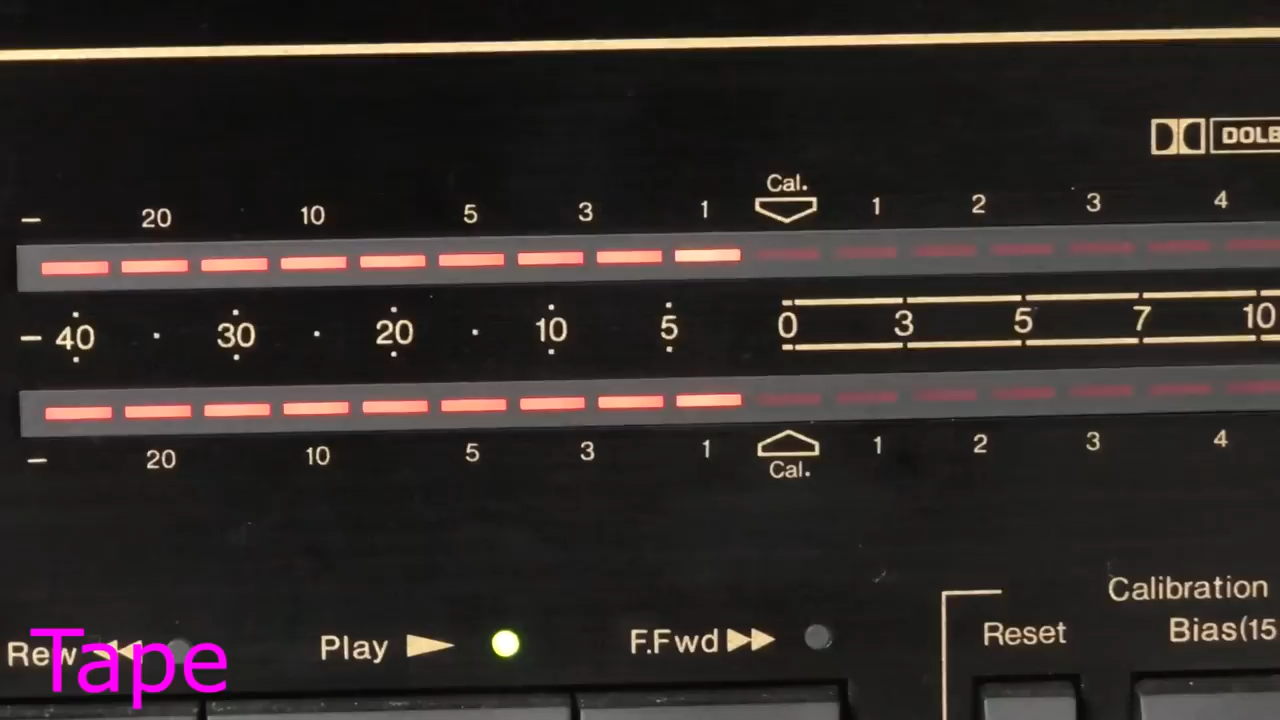 DOLB
Cal.
— 20 10 5 3 1 1 2 3 4
— 40 30 20 10 5 0 3 5 7 10
— 20 10 5 3 1 1 2 3 4
Cal.
Calibration
Rew Play F.Fwd Reset Bias(15
Tape